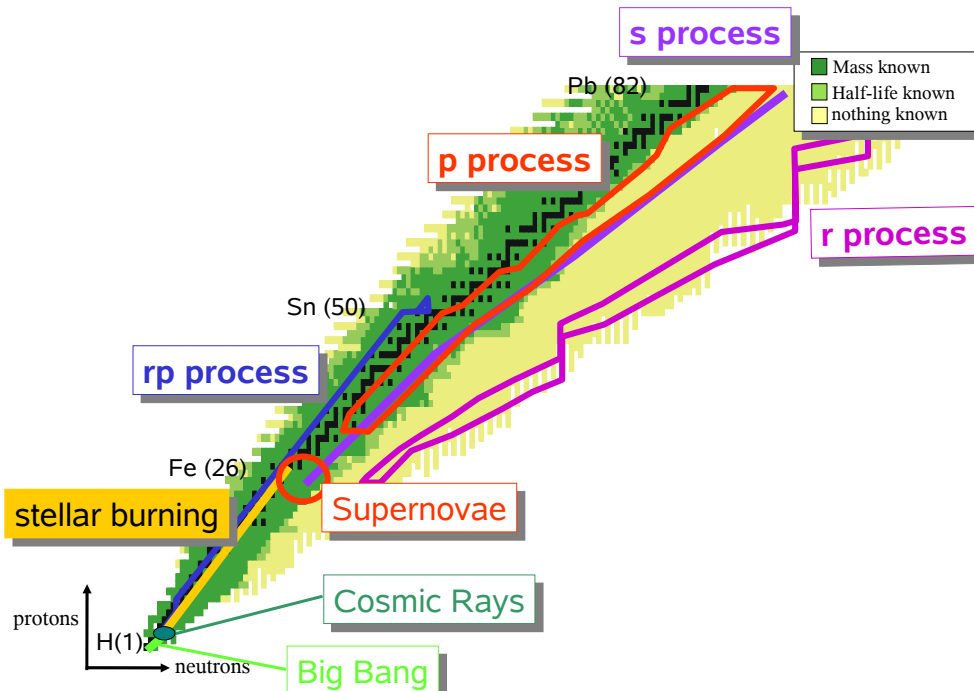 s process
Mass known
Half-life known
nothing known
Pb (82)
p process
r process
Sn (50)
rp process
Fe (26)
stellar burning
Supernovae
Cosmic Rays
protons
H(1)
neutrons
Big Bang